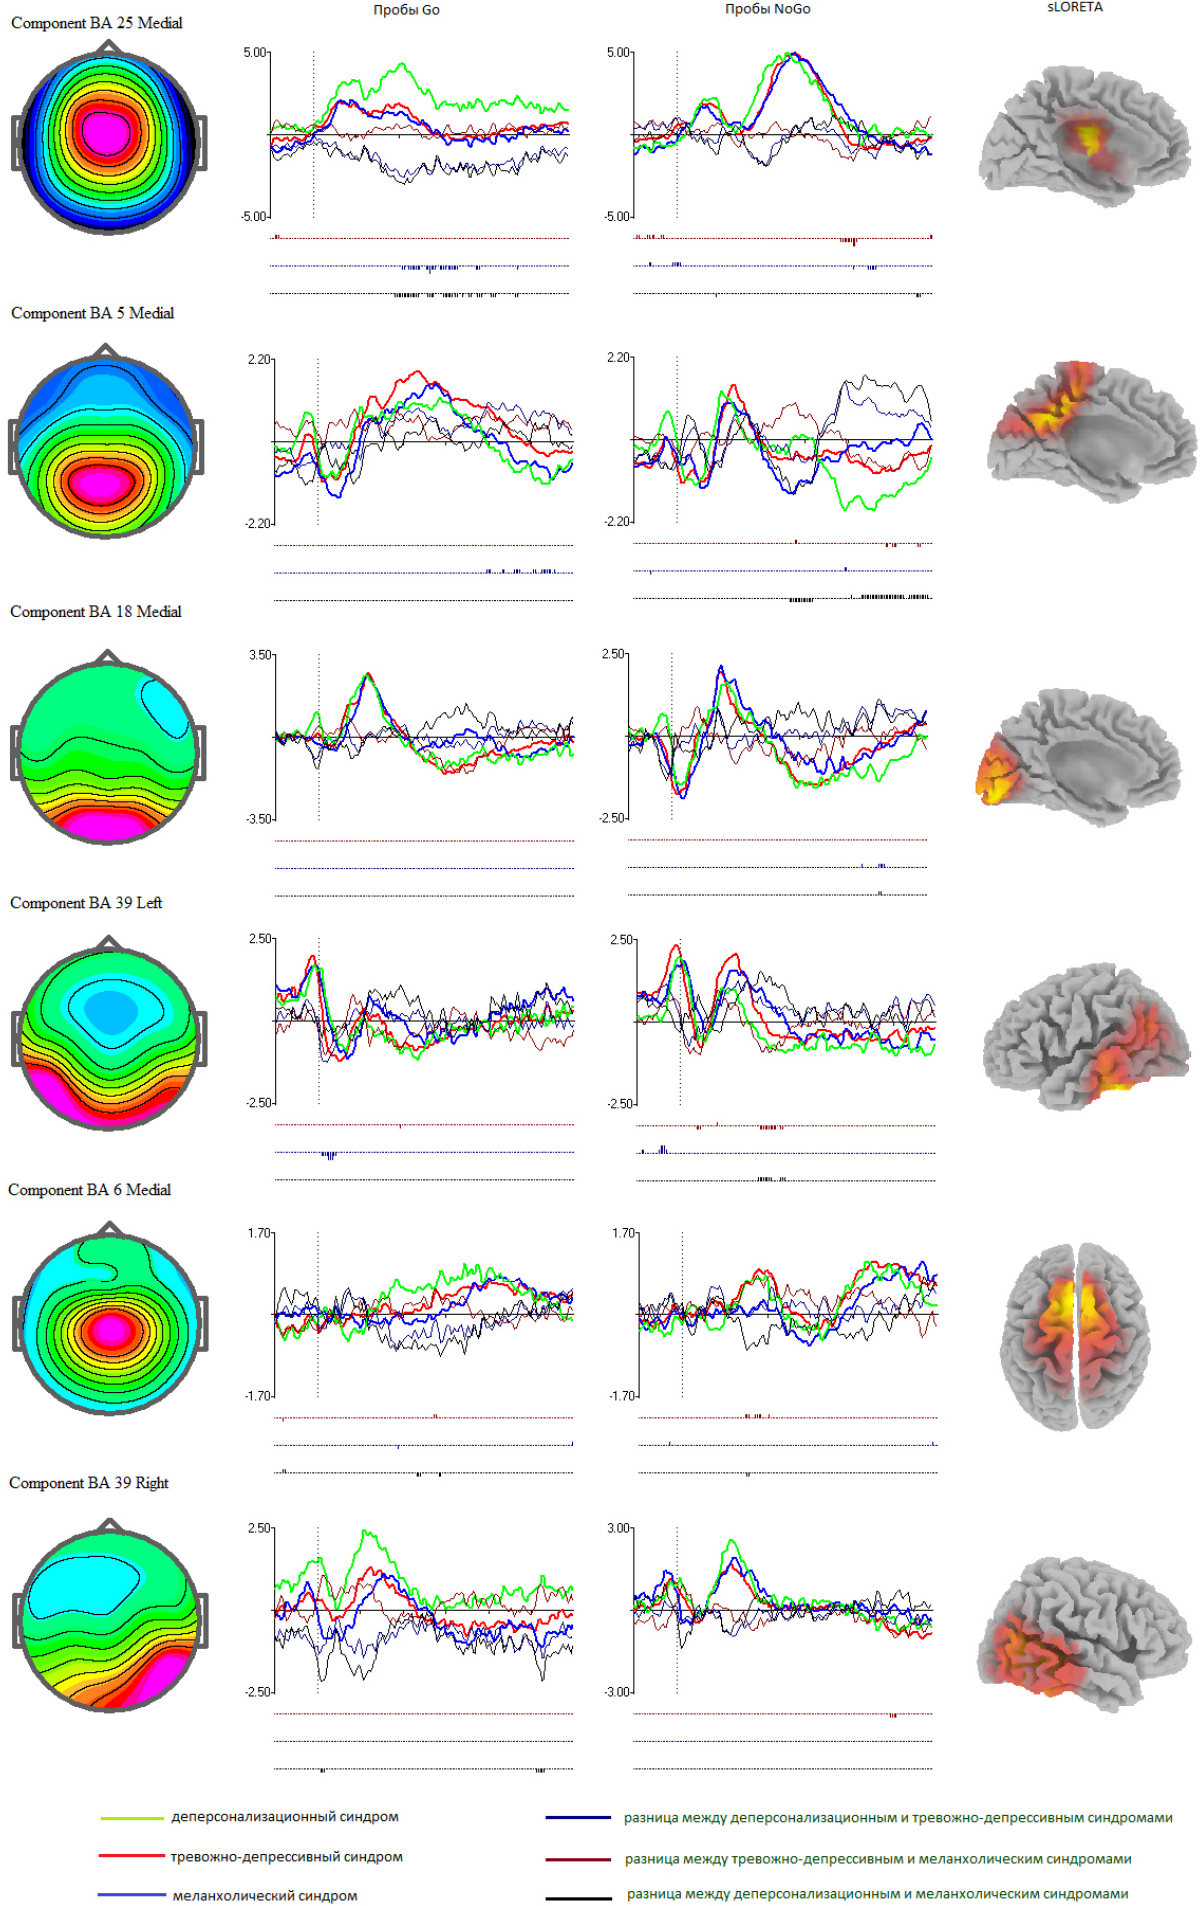 Пробы Go
Пробы NoGo
sLORETA
Component BA 25 Medial
5.00
-5.00
5.00
-5.00
Component BA 5 Medial
2.20
-2.20
2.20
-2.20
Component BA 18 Medial
3.50
-3.50
2.50
-2.50
Component BA 39 Left
2.50
-2.50
2.50
-2.50
Component BA 6 Medial
1.70
-1.70
1.70
-1.70
Component BA 39 Right
2.50
-2.50
3.00
-3.00
деперсонализационный синдром
тревожно-депрессивный синдром
меланхолический синдром
разница между деперсонализационным и тревожно-депрессивным синдромами
разница между тревожно-депрессивным и меланхолическим синдромами
разница между деперсонализационным и меланхолическим синдромами